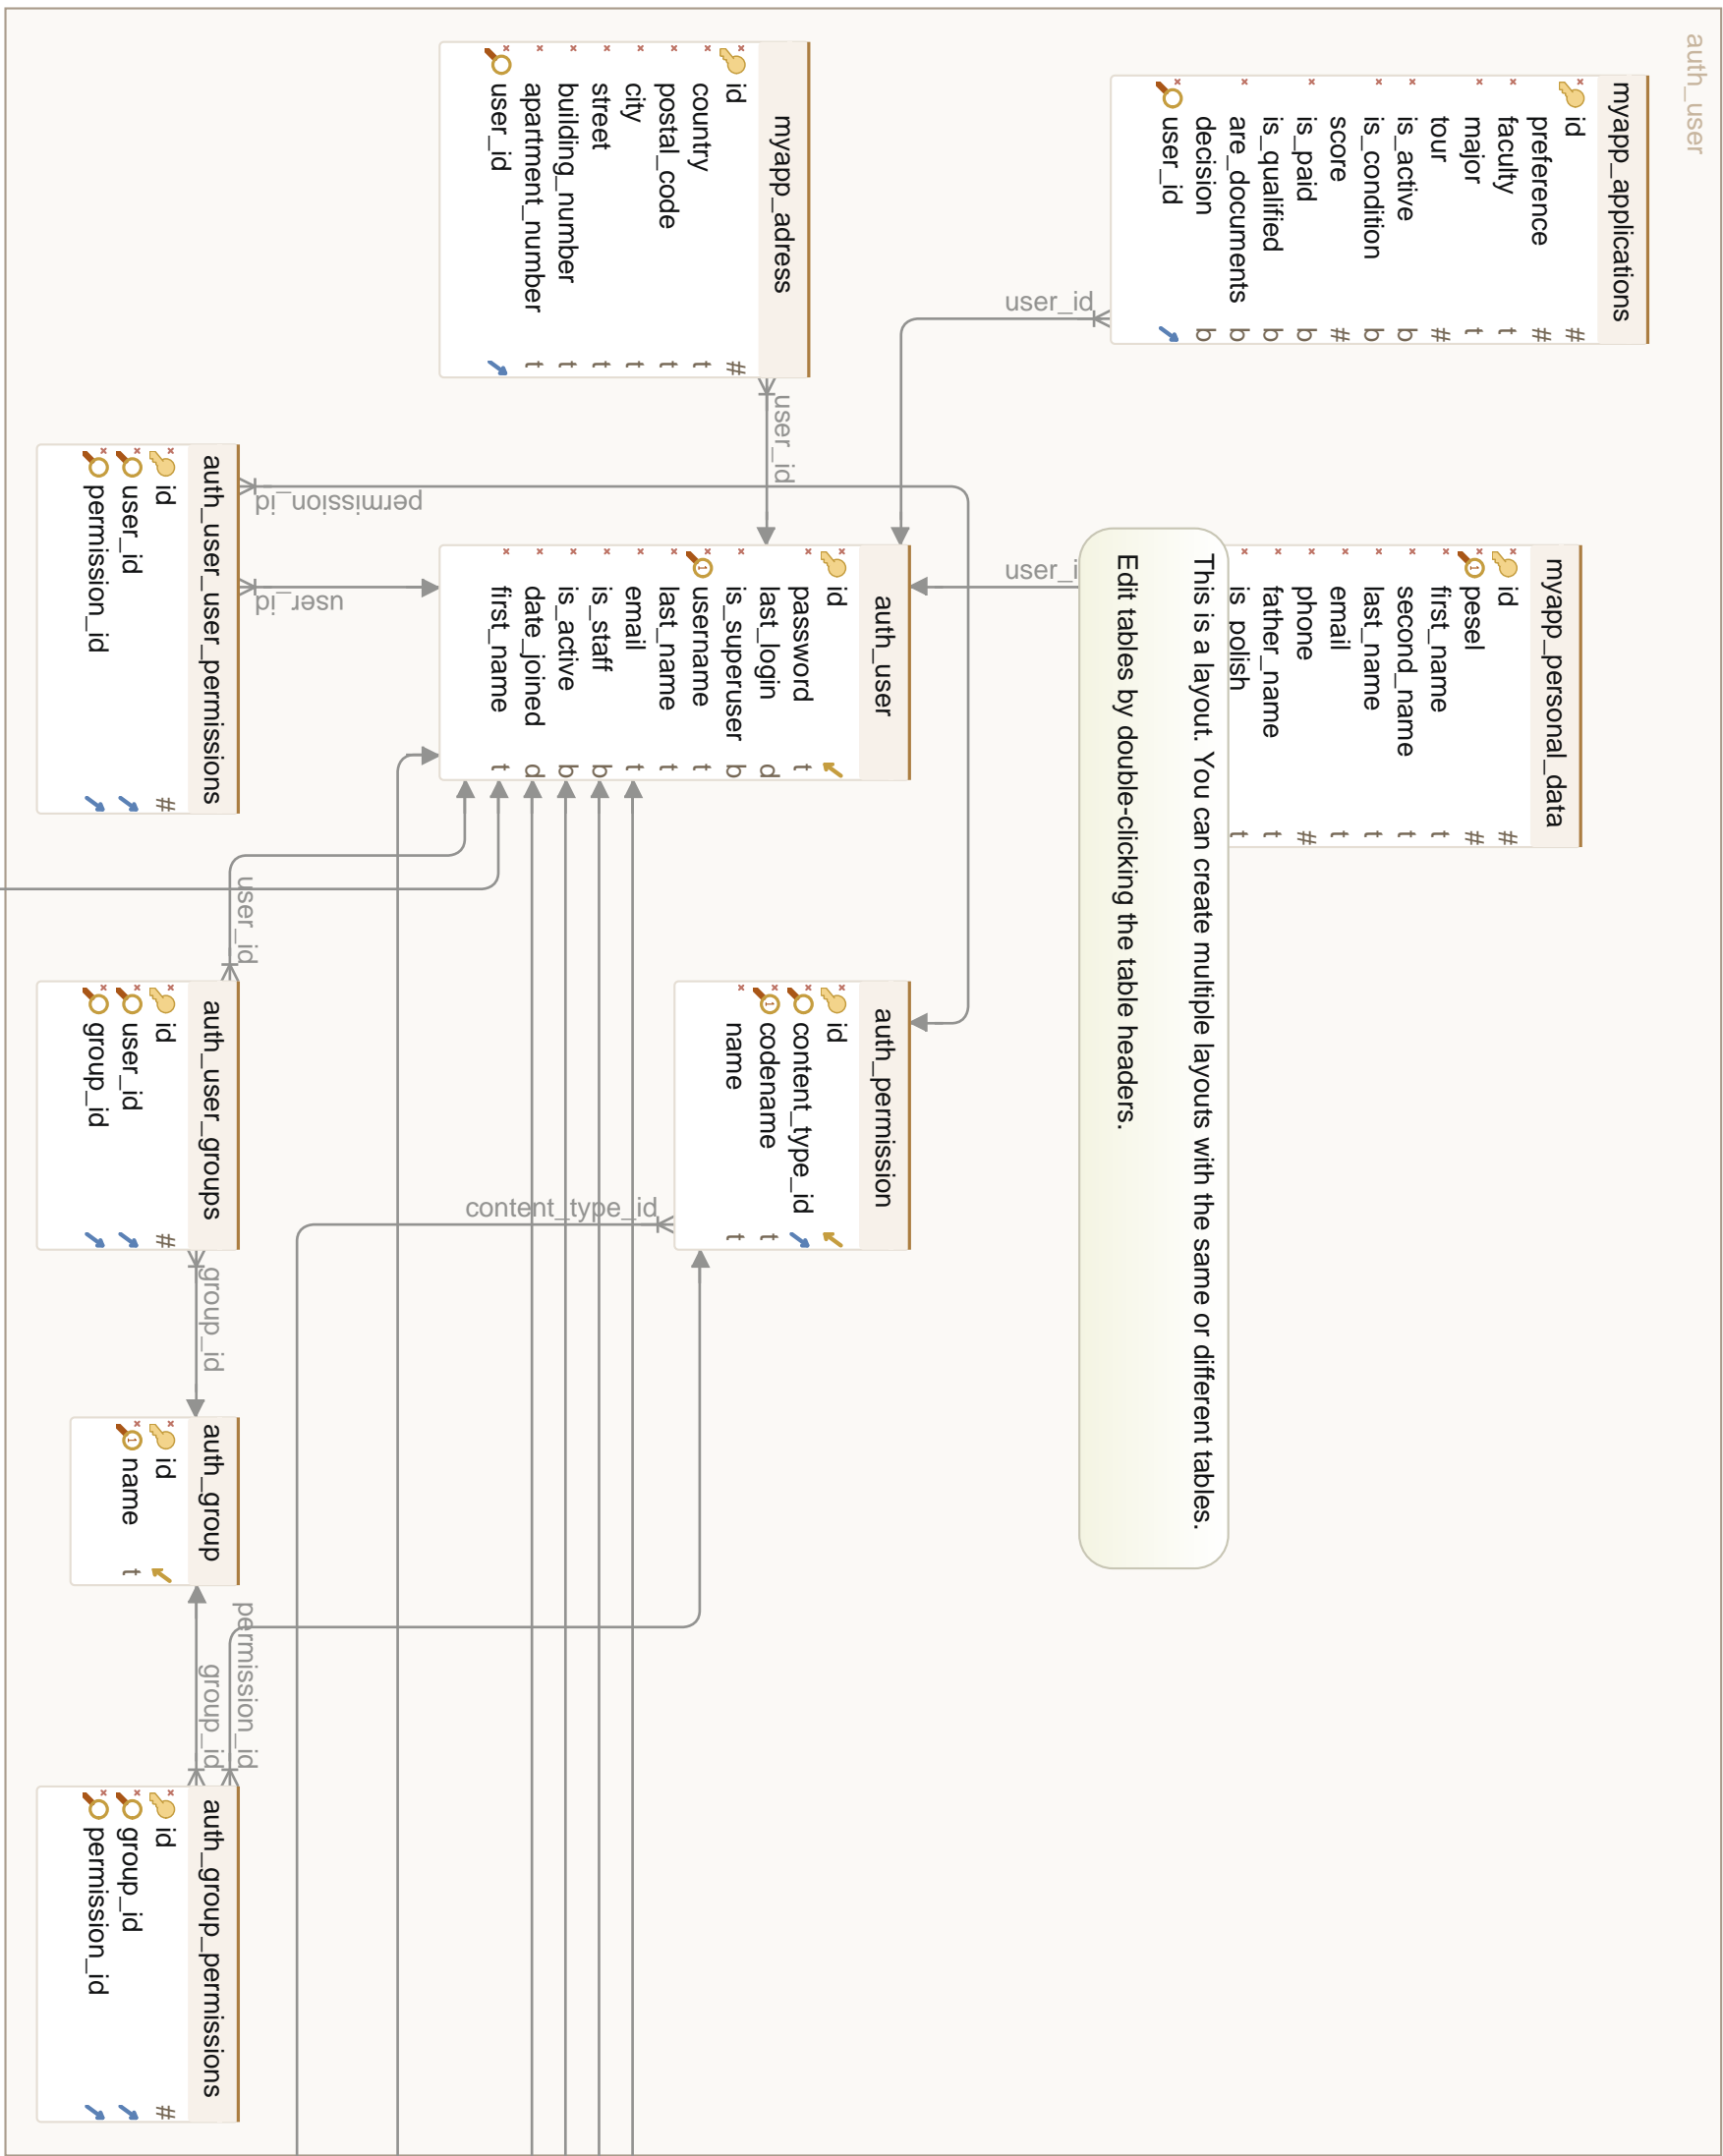 auth_user
myapp_applications
id #
preference #
faculty t
major t
tour #
is_active b
is_condition b
score #
is_paid b
is_qualified b
are_documents b
decision b
user_id
myapp_personal_data
id #
pesel #
first_name t
second_name t
last_name t
email t
phone #
father_name t
is_polish t
This is a layout. You can create multiple layouts with the same or different tables.
Edit tables by double-clicking the table headers.
user_id
user_i
myapp_adress
id #
country t
postal_code t
city t
street t
building_number t
apartment_number t
user_id
user_id
auth_user
id
password t
last_login d
is_superuser b
username t
last_name t
email t
is_staff b
is_active b
date_joined d
first_name t
auth_permission
id
content_type_id
codename t
name t
content_type_id
permission_id
user_id
auth_user_user_permissions
id #
user_id
permission_id
user_id
auth_user_groups
id #
user_id
group_id
group_id
auth_group
id
name t
permission_id
group_id
auth_group_permissions
id #
group_id
permission_id